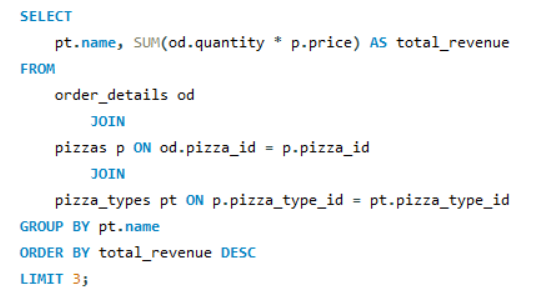 SELECT
    pt.name, SUM(od.quantity * p.price) AS total_revenue
FROM
    order_details od
        JOIN
    pizzas p ON od.pizza_id = p.pizza_id
        JOIN
    pizza_types pt ON p.pizza_type_id = pt.pizza_type_id
GROUP BY pt.name
ORDER BY total_revenue DESC
LIMIT 3;